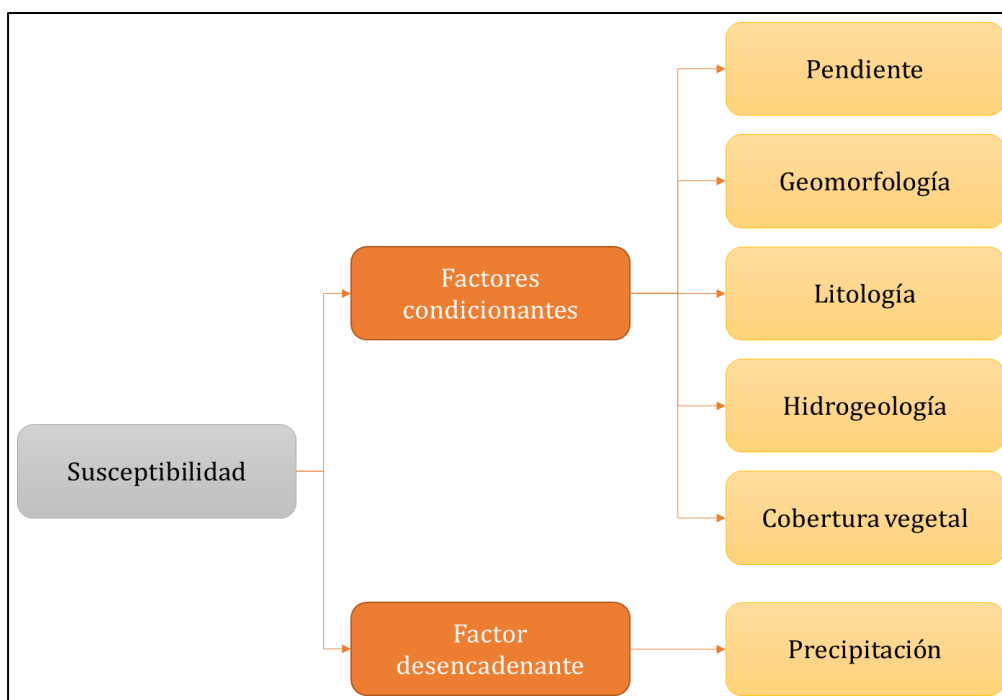 Susceptibilidad
Factores
condicionantes
Pendiente
Geomorfología
Litología
Hidrogeología
Cobertura vegetal
Factor
desencadenante
Precipitación